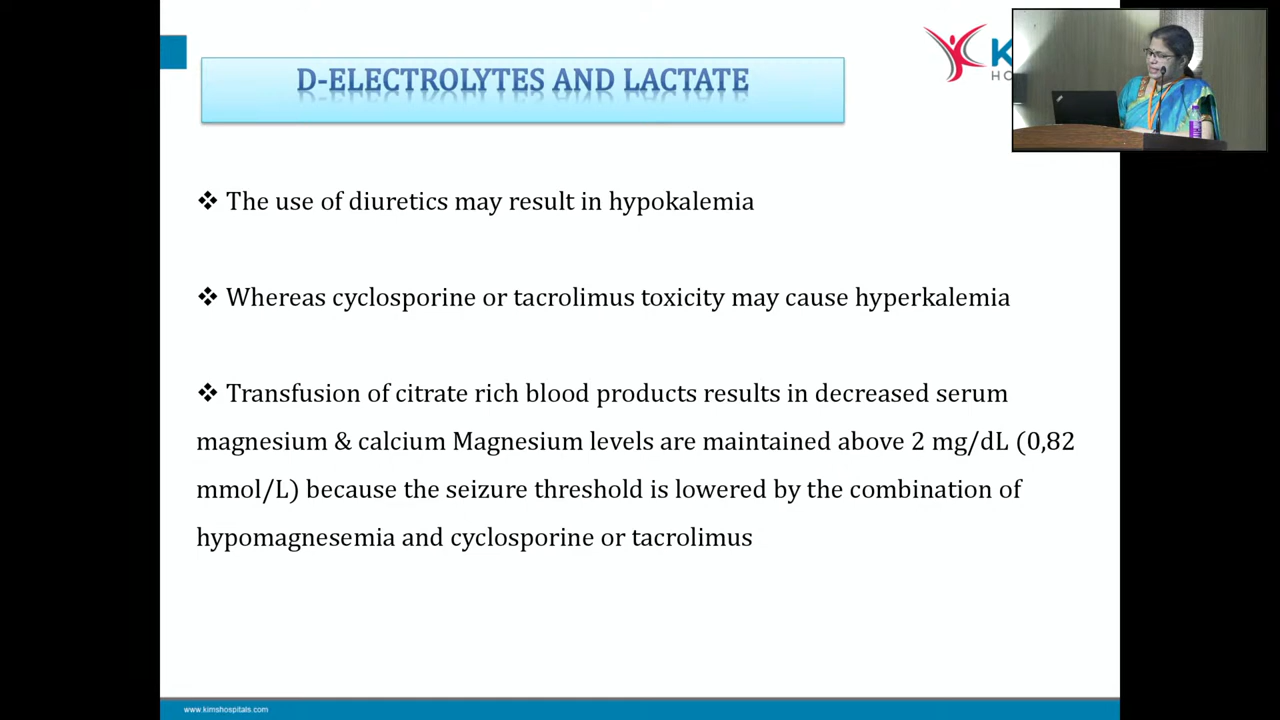 D-ELECTROLYTES AND LACTATE
K
HO
❖ The use of diuretics may result in hypokalemia
❖ Whereas cyclosporine or tacrolimus toxicity may cause hyperkalemia
❖ Transfusion of citrate rich blood products results in decreased serum
magnesium & calcium Magnesium levels are maintained above 2 mg/dL (0,82
mmol/L) because the seizure threshold is lowered by the combination of
hypomagnesemia and cyclosporine or tacrolimus
www.kimshospitals.com